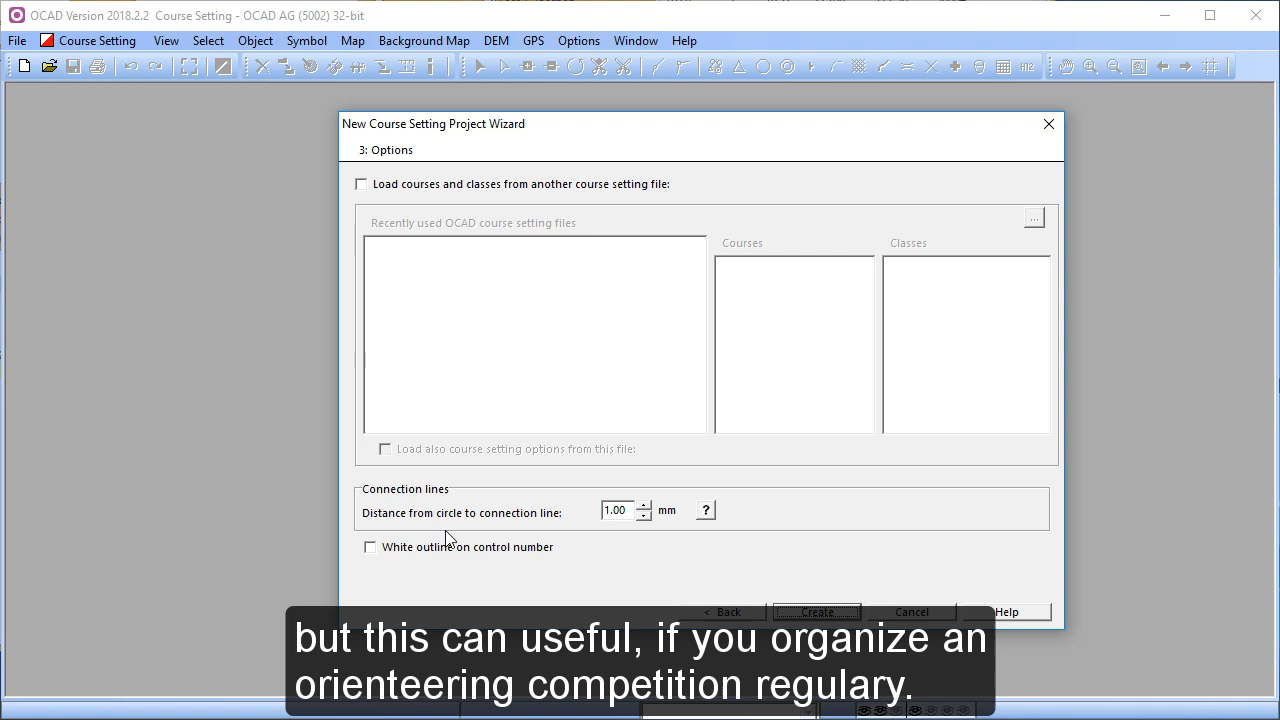 OCAD Version 2018.2.2 Course Setting - OCAD AG (5002) 32-bit
File Course Setting View Select Object Symbol Map Background Map DEM GPS Options Window Help
New Course Setting Project Wizard
3: Options
Load courses and classes from another course setting file:
Recently used OCAD course setting files
...
Courses
Classes
Load also course setting options from this file:
Connection lines
Distance from circle to connection line:
1.00
mm
?
White outline on control number
< Back
Create
Cancel
Help
but this can useful, if you organize an
orienteering competition regulary.